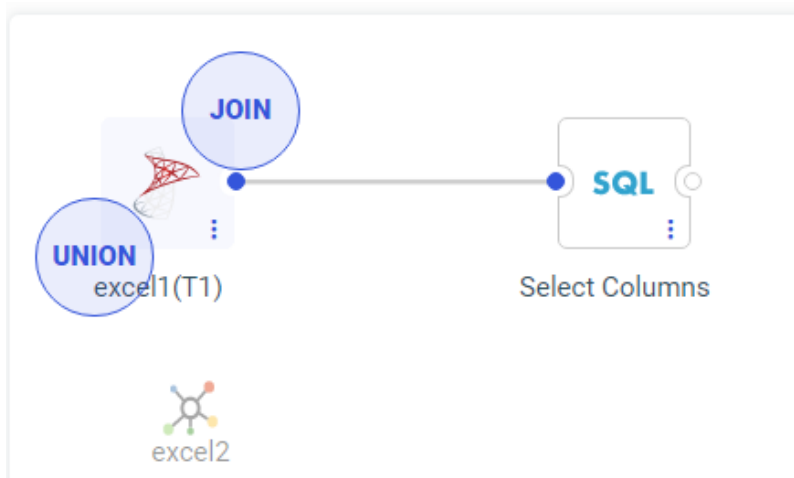 JOIN
SQL
UNION
excel1(T1)
Select Columns
excel2